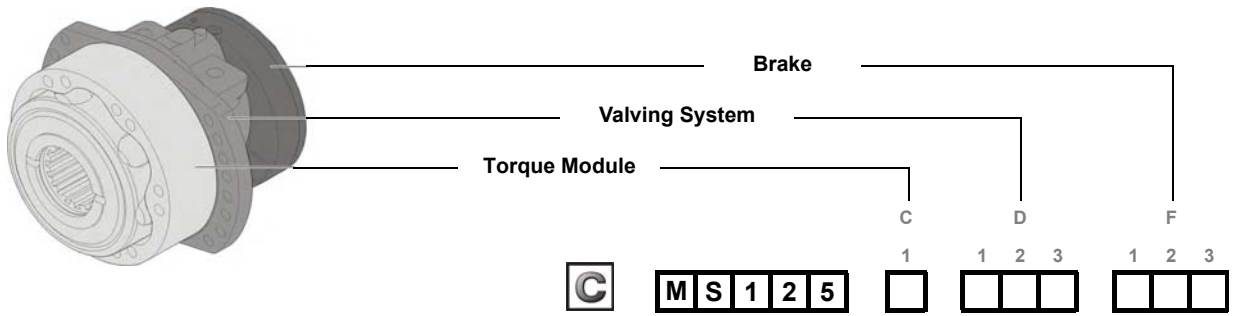 Brake
Valving System
Torque Module
C D F
1 1 2 3 1 2 3
C M S 1 2 5